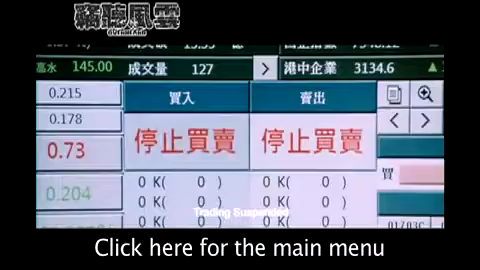 竊聽風雲
OVERHEARD
高水 145.00 成交量 127 > 港中企業 3134.6 ▲
0.215 買入 賣出
0.178
停止買賣 停止買賣
0.73
買
0.204
0 K( 0 ) 0 K( 0 )
0 K( 0 ) 0 K( 0 )
0 K( 0 ) 0 K( 0 )
Trading Suspended
Click here for the main menu